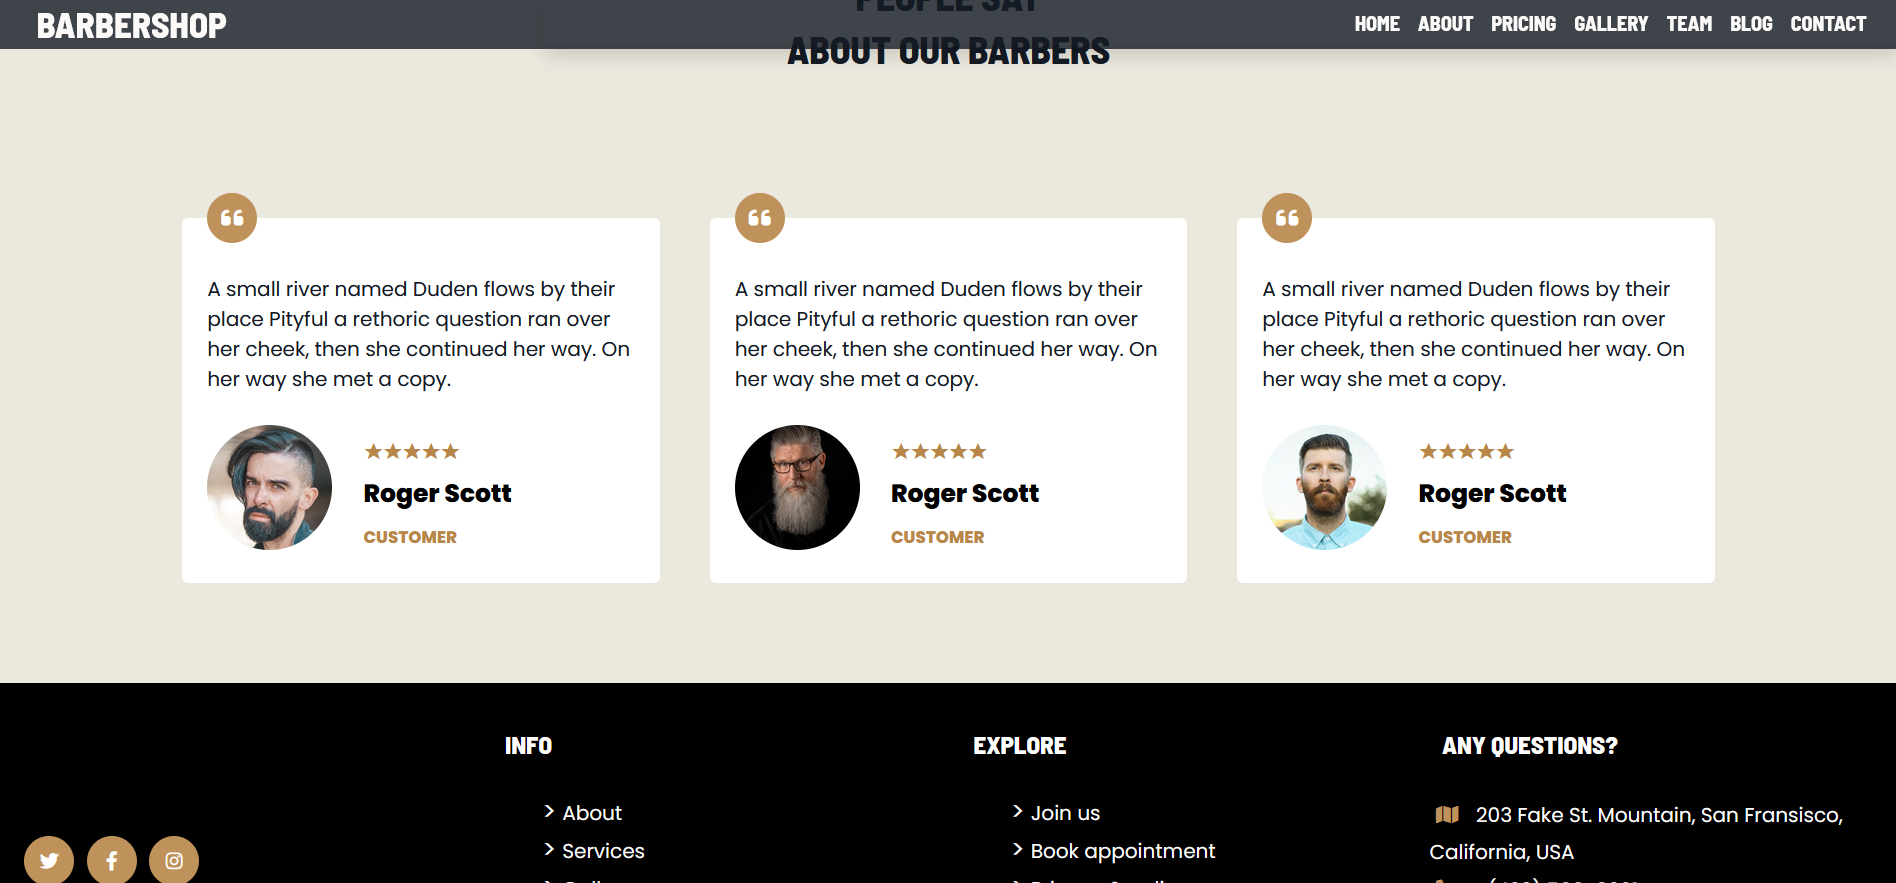 PEOPLE SAY
BARBERSHOP
HOME ABOUT PRICING GALLERY TEAM BLOG CONTACT
ABOUT OUR BARBERS
A small river named Duden flows by their
place Pityful a rethoric question ran over
her cheek, then she continued her way. On
her way she met a copy.
Roger Scott
CUSTOMER
A small river named Duden flows by their
place Pityful a rethoric question ran over
her cheek, then she continued her way. On
her way she met a copy.
Roger Scott
CUSTOMER
A small river named Duden flows by their
place Pityful a rethoric question ran over
her cheek, then she continued her way. On
her way she met a copy.
Roger Scott
CUSTOMER
INFO
> About
> Services
EXPLORE
> Join us
> Book appointment
ANY QUESTIONS?
203 Fake St. Mountain, San Fransisco,
California, USA